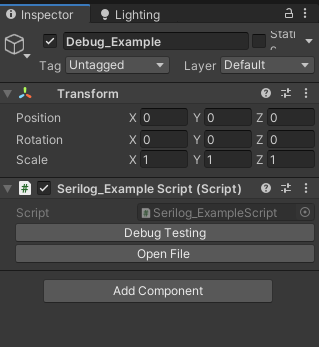 Inspector Lighting
Debug_Example Static
Tag Untagged Layer Default
Transform
Position X 0 Y 0 Z 0
Rotation X 0 Y 0 Z 0
Scale X 1 Y 1 Z 1
# Serilog_Example Script (Script)
Script # Serilog_ExampleScript
Debug Testing
Open File
Add Component